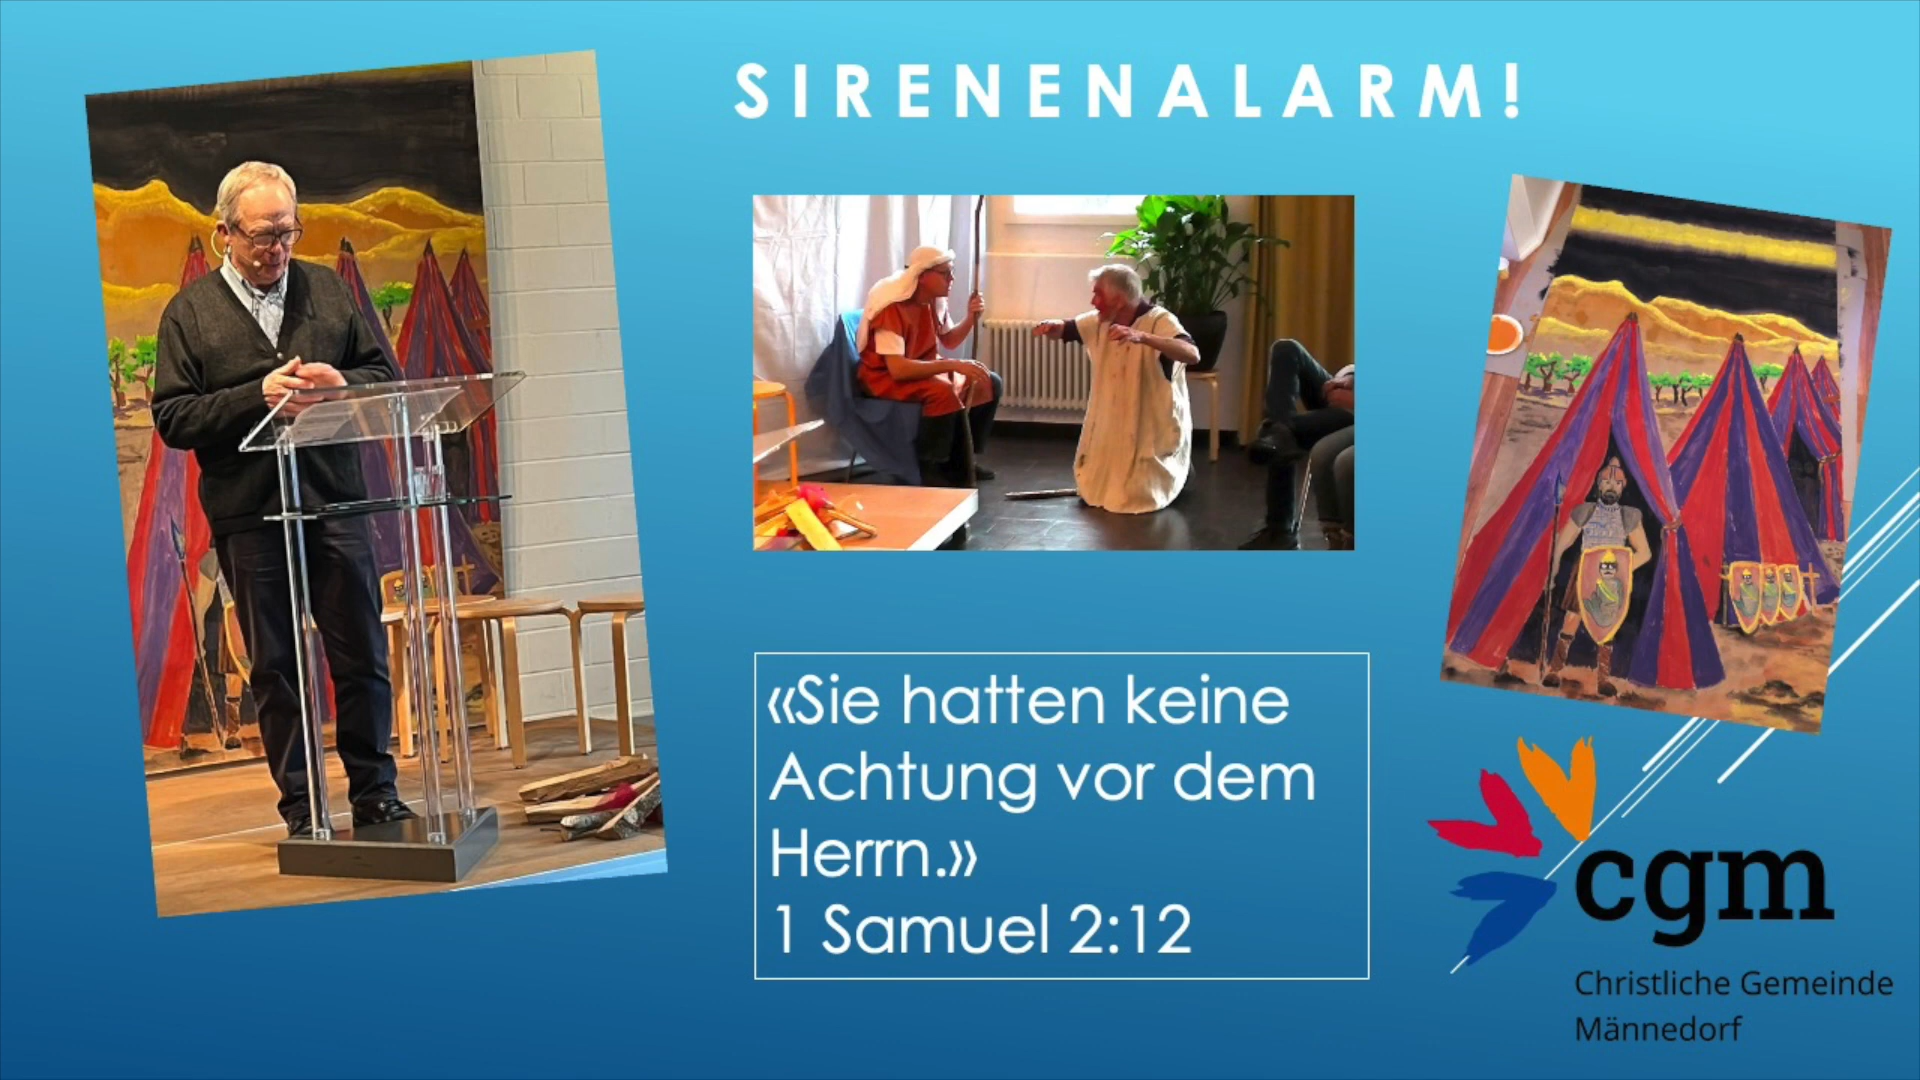 SIRENENALARM!
«Sie hatten keine
Achtung vor dem
Herrn.»
1 Samuel 2:12
cgm
Christliche Gemeinde
Männedorf